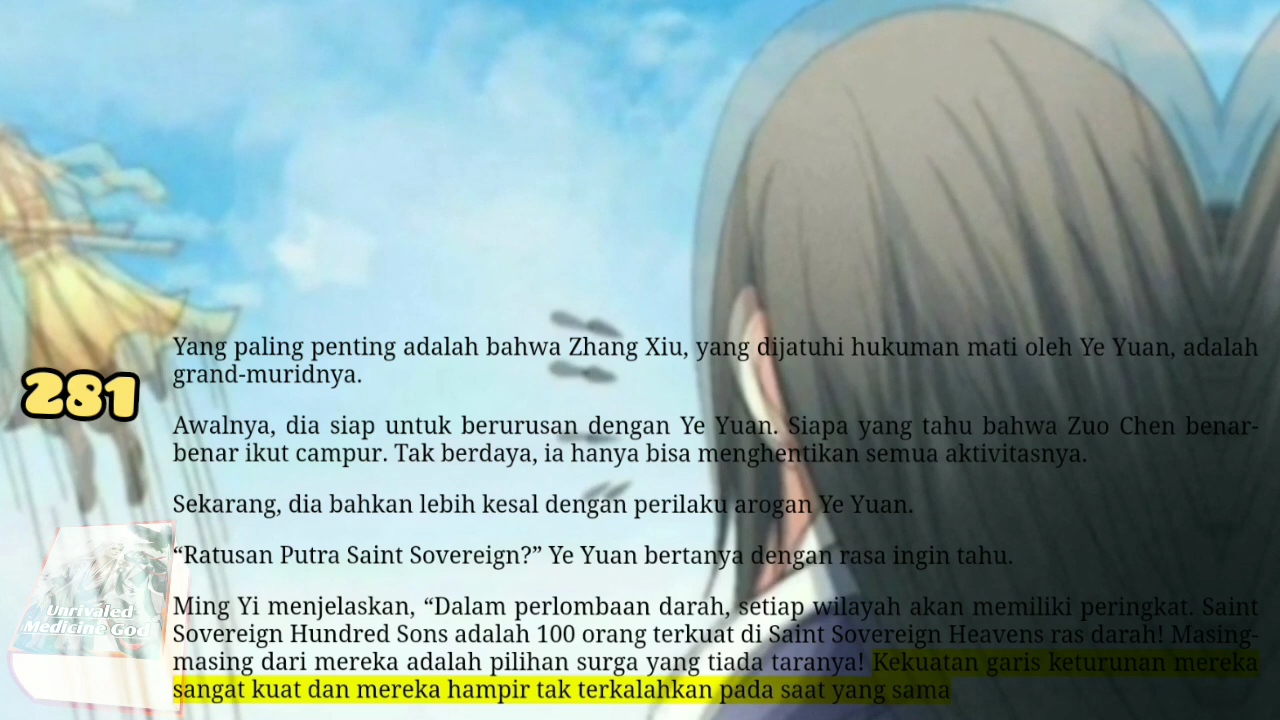 Yang paling penting adalah bahwa Zhang Xiu, yang dijatuhi hukuman mati oleh Ye Yuan, adalah
grand-muridnya.
281
Awalnya, dia siap untuk berurusan dengan Ye Yuan. Siapa yang tahu bahwa Zuo Chen benar-
benar ikut campur. Tak berdaya, ia hanya bisa menghentikan semua aktivitasnya.
Sekarang, dia bahkan lebih kesal dengan perilaku arogan Ye Yuan.
“Ratusan Putra Saint Sovereign?” Ye Yuan bertanya dengan rasa ingin tahu.
Ming Yi menjelaskan, “Dalam perlombaan darah, setiap wilayah akan memiliki peringkat. Saint
Sovereign Hundred Sons adalah 100 orang terkuat di Saint Sovereign Heavens ras darah! Masing-
masing dari mereka adalah pilihan surga yang tiada taranya! Kekuatan garis keturunan mereka
sangat kuat dan mereka hampir tak terkalahkan pada saat yang sama
Unrivaled
Medicine God